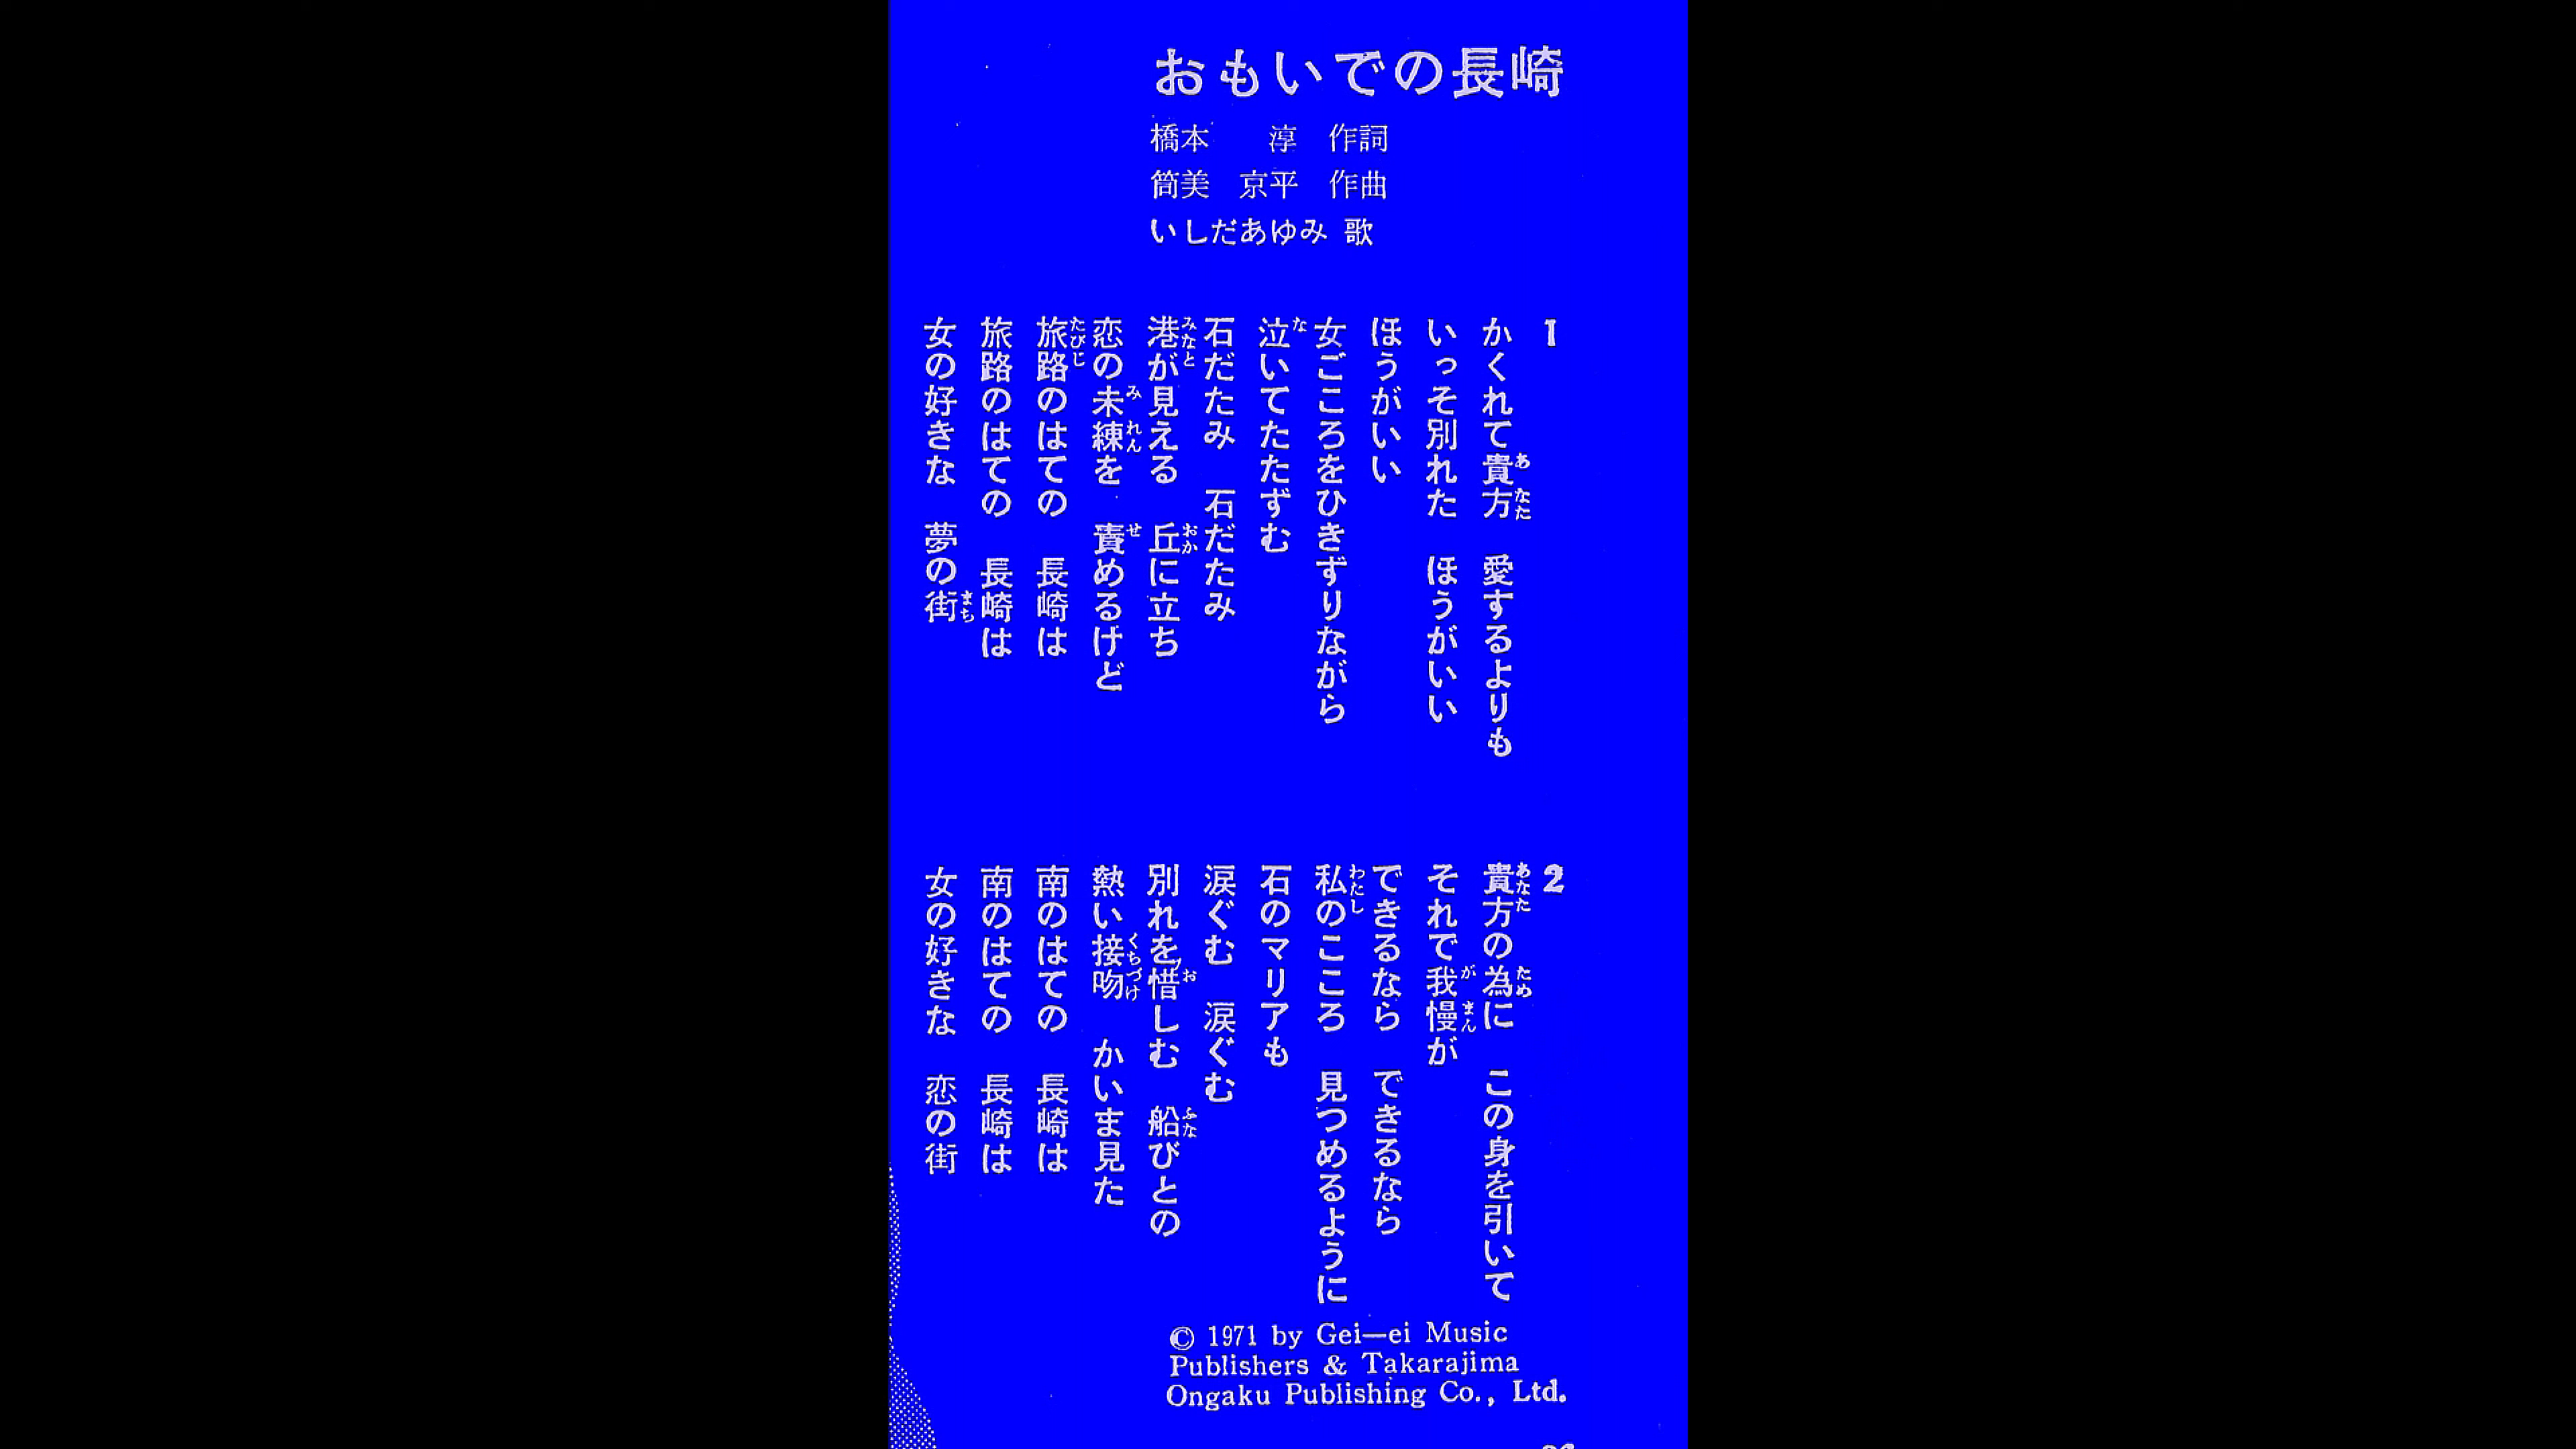 おもいでの長崎
橋本　淳　作詞
筒美　京平　作曲
いしだあゆみ 歌
1
かくれて貴方　愛するよりも
いっそ別れた　ほうがいい
ほうがいい
女ごころをひきずりながら
泣いてたたずむ
石だたみ　石だたみ
港が見える　丘に立ち
恋の未練を　責めるけど
旅路のはての　長崎は
旅路のはての　長崎は
女の好きな　夢の街
2
貴方の為に　この身を引いて
それで我慢が
できるなら　できるなら
私のこころ　見つめるように
石のマリアも
涙ぐむ　涙ぐむ
別れを惜しむ　船びとの
熱い接吻　かいま見た
南のはての　長崎は
南のはての　長崎は
女の好きな　恋の街
© 1971 by Gei—ei Music
Publishers & Takarajima
Ongaku Publishing Co., Ltd.